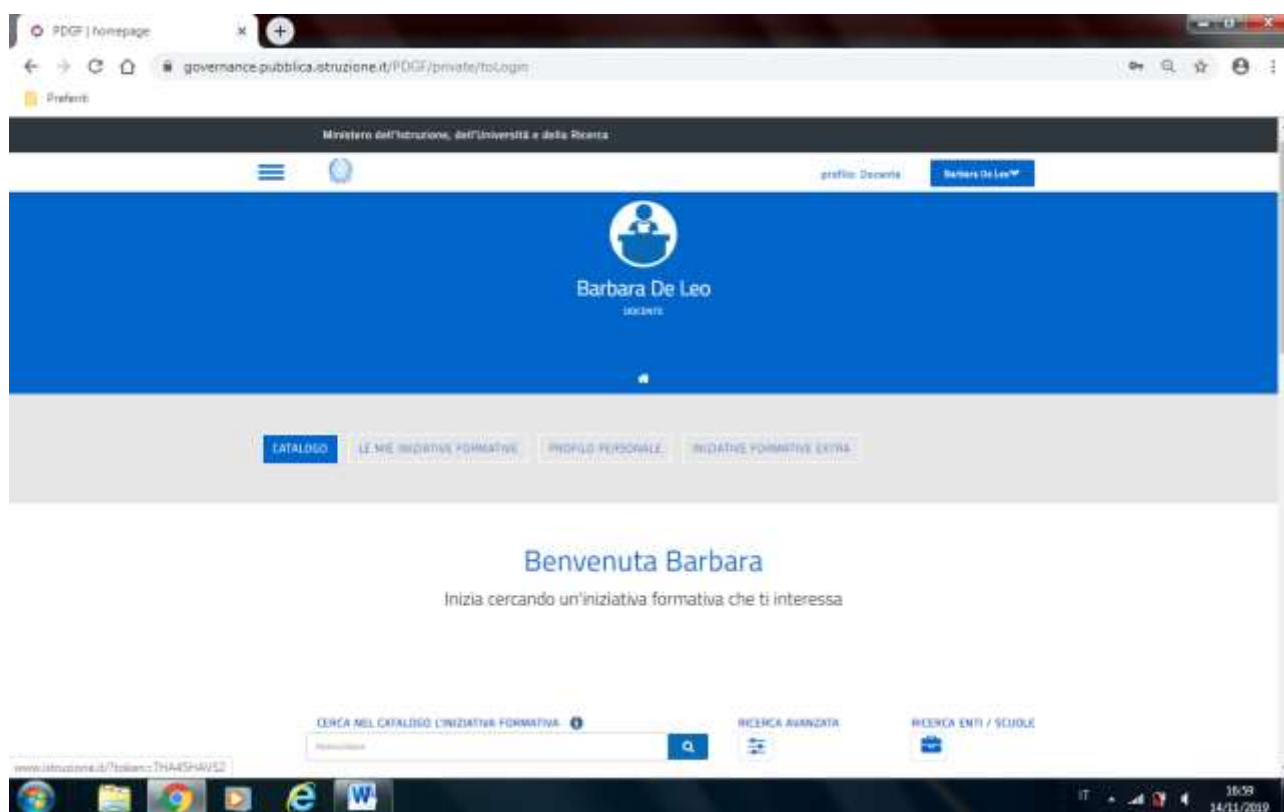 PDGF | homepage
governance.pubblica.istruzione.it/PDGF/private/toLogin
Preferiti
Ministero dell'Istruzione, dell'Università e della Ricerca
profilo: Docente
Barbara De Leo
Barbara De Leo
DOCENTE
CATALOGO
LE MIE INIZIATIVE FORMATIVE
PROFILO PERSONALE
INIZIATIVE FORMATIVE EXTRA
Benvenuta Barbara
Inizia cercando un'iniziativa formativa che ti interessa
CERCA NEL CATALOGO L'INIZIATIVA FORMATIVA
RICERCA AVANZATA
RICERCA ENTI / SCUOLE
IT
16:59
14/11/2019